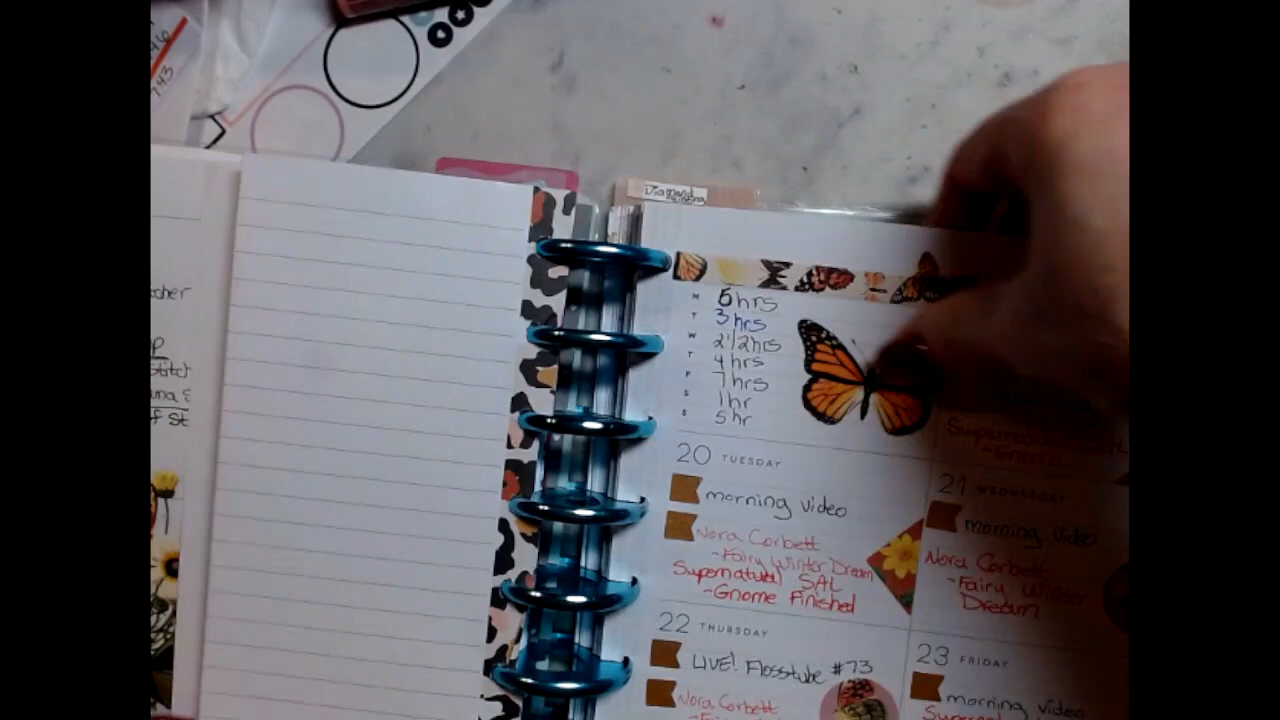 743
Diamond
Painting
M 6hrs
T 3hrs
W 2 1/2hrs
T 4hrs
F 7hrs
S 1hr
S 5hr
20 TUESDAY
morning video
Nora Corbett
-Fairy Winter Dream
Supernatural SAL
-Gnome Finished
21 WEDNESDAY
morning video
Nora Corbett
-Fairy Winter
Dream
22 THURSDAY
LIVE! Flosstube #73
Nora Corbett
23 FRIDAY
morning video